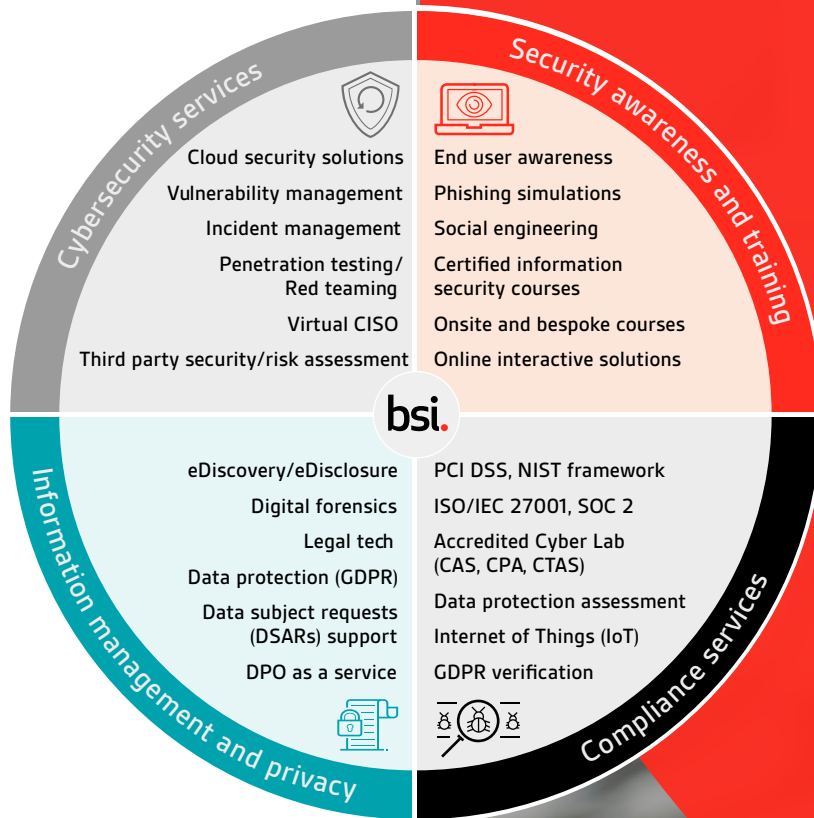 Cybersecurity services
Cloud security solutions
Vulnerability management
Incident management
Penetration testing/
Red teaming
Virtual CISO
Third party security/risk assessment
Security awareness and training
End user awareness
Phishing simulations
Social engineering
Certified information
security courses
Onsite and bespoke courses
Online interactive solutions
bsi.
Information management and privacy
eDiscovery/eDisclosure
Digital forensics
Legal tech
Data protection (GDPR)
Data subject requests
(DSARs) support
DPO as a service
Compliance services
PCI DSS, NIST framework
ISO/IEC 27001, SOC 2
Accredited Cyber Lab
(CAS, CPA, CTAS)
Data protection assessment
Internet of Things (IoT)
GDPR verification